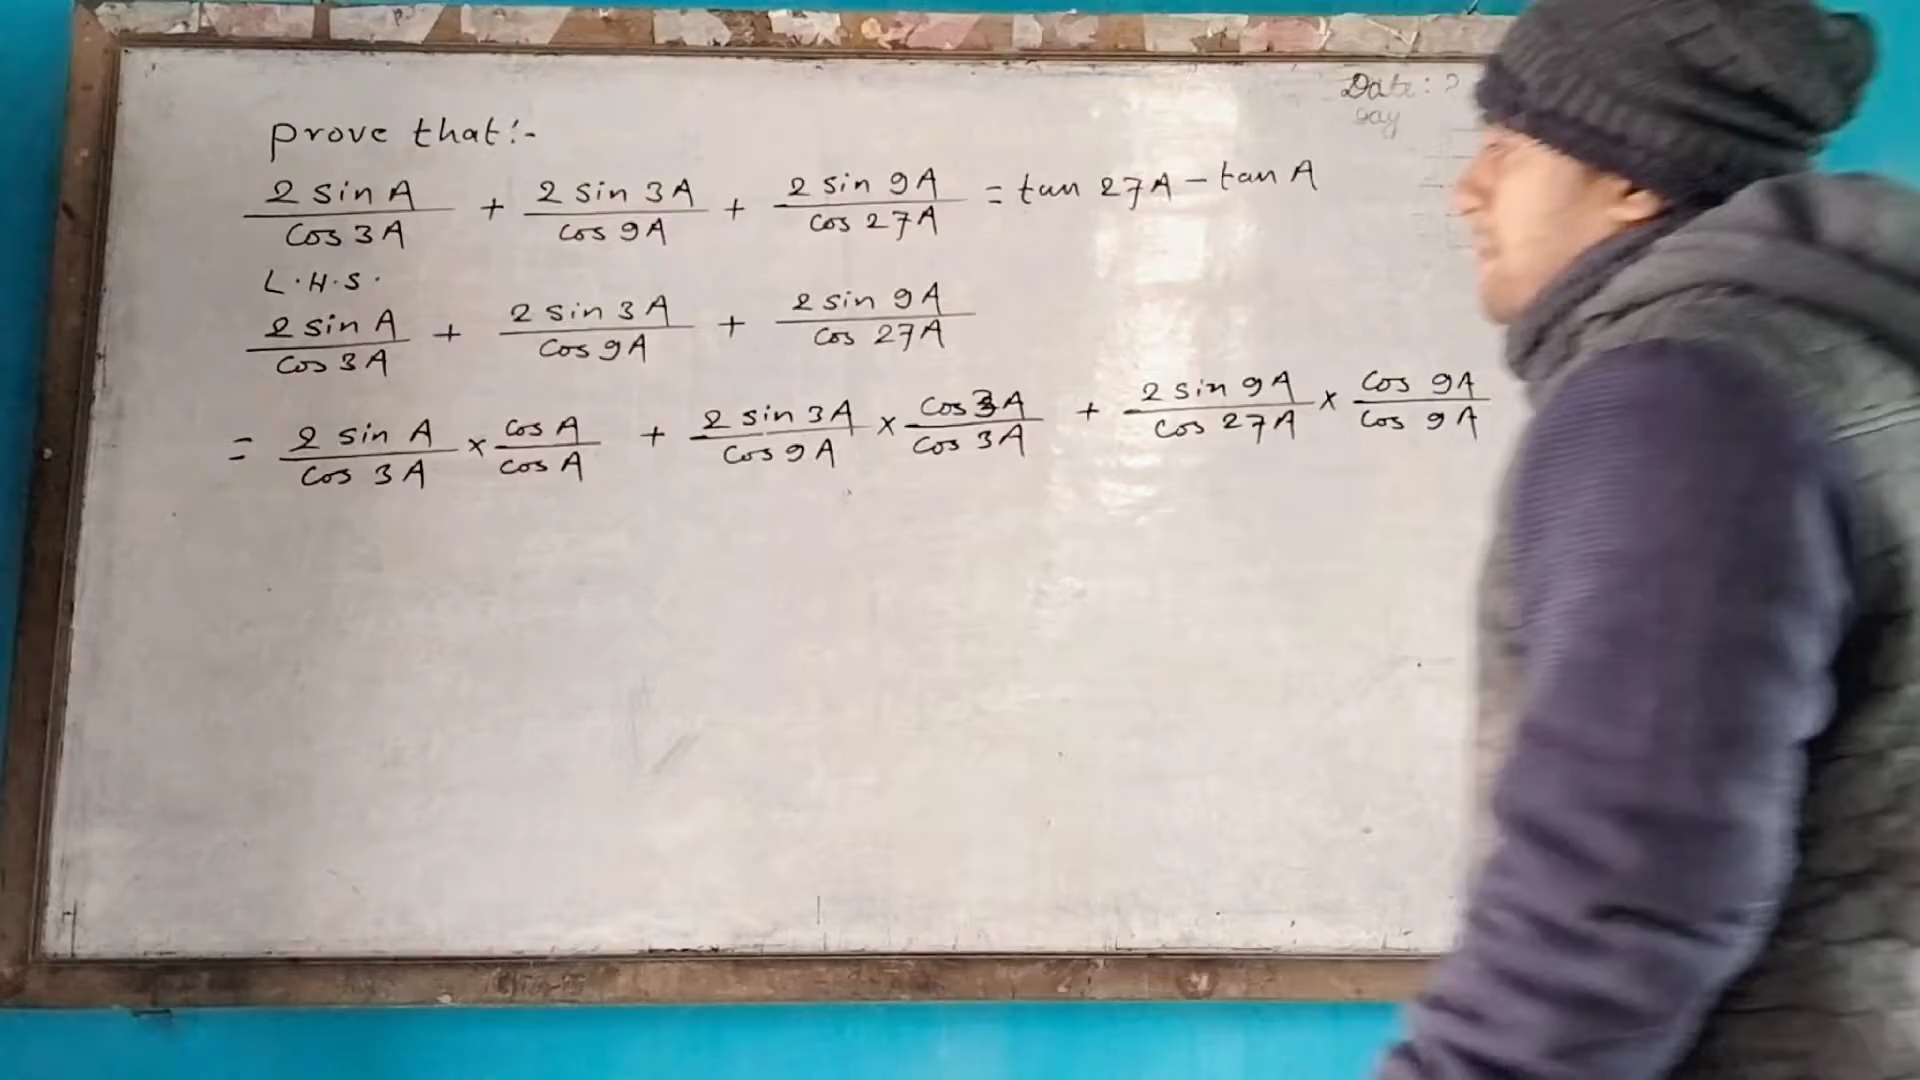 Date:
Day
prove that:-
2 sin A / cos 3A + 2 sin 3A / cos 9A + 2 sin 9A / cos 27A = tan 27A - tan A
L.H.S.
2 sin A / cos 3A + 2 sin 3A / cos 9A + 2 sin 9A / cos 27A
= 2 sin A / cos 3A × cos A / cos A + 2 sin 3A / cos 9A × cos 3A / cos 3A + 2 sin 9A / cos 27A × cos 9A / cos 9A